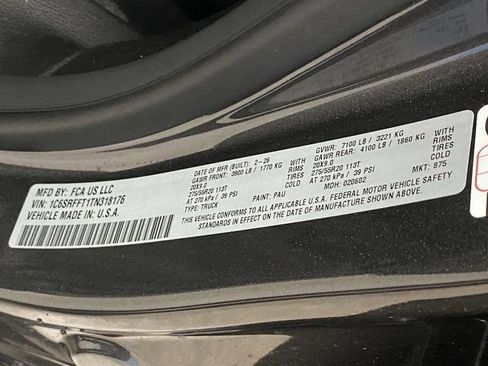 MFD BY: FCA US LLC
VIN: 1C6SRFFT1TN318176
VEHICLE MADE IN: U.S.A.
DATE OF MFR (BUILT): 2-26
GVWR: 7100 LB / 3221 KG
GAWR FRONT: 3900 LB / 1770 KG
WITH TIRES RIMS AT
GAWR REAR: 4100 LB / 1860 KG
WITH TIRES RIMS
20X9.0
20X9.0
275/55R20 113T
275/55R20 113T
AT 270 kPa / 39 PSI
COLD
AT 270 kPa / 39 PSI
COLD
TYPE: TRUCK
PAINT: PAU
MDH: 020602
MKT: 875
THIS VEHICLE CONFORMS TO ALL APPLICABLE U.S.A. FEDERAL MOTOR VEHICLE SAFETY
STANDARDS IN EFFECT ON THE DATE OF MANUFACTURE SHOWN ABOVE.